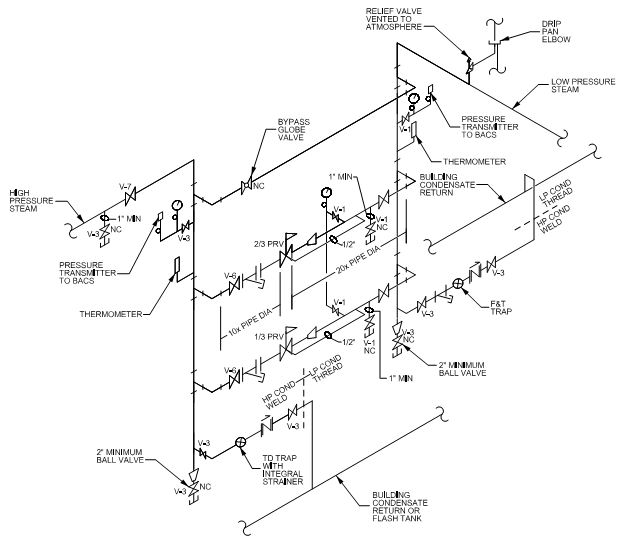 RELIEF VALVE
VENTED TO
ATMOSPHERE
DRIP
PAN
ELBOW
LOW PRESSURE
STEAM
BYPASS
GLOBE
VALVE
V-1
PRESSURE
TRANSMITTER
TO BACS
THERMOMETER
HIGH
PRESSURE
STEAM
V-7
1" MIN
V-3
NC
V-3
NC
PRESSURE
TRANSMITTER
TO BACS
THERMOMETER
1" MIN
V-1
V-1
NC
BUILDING
CONDENSATE
RETURN
LP COND
THREAD
HP COND
WELD
2/3 PRV
1/2"
20x PIPE DIA
V-6
10x PIPE DIA
V-1
V-3
F&T
TRAP
V-3
1/3 PRV
1/2"
V-1
NC
1" MIN
V-3
NC
2" MINIMUM
BALL VALVE
V-6
HP COND
WELD
LP COND
THREAD
V-3
V-3
2" MINIMUM
BALL VALVE
V-3
NC
TD TRAP
WITH
INTEGRAL
STRAINER
BUILDING
CONDENSATE
RETURN OR
FLASH TANK